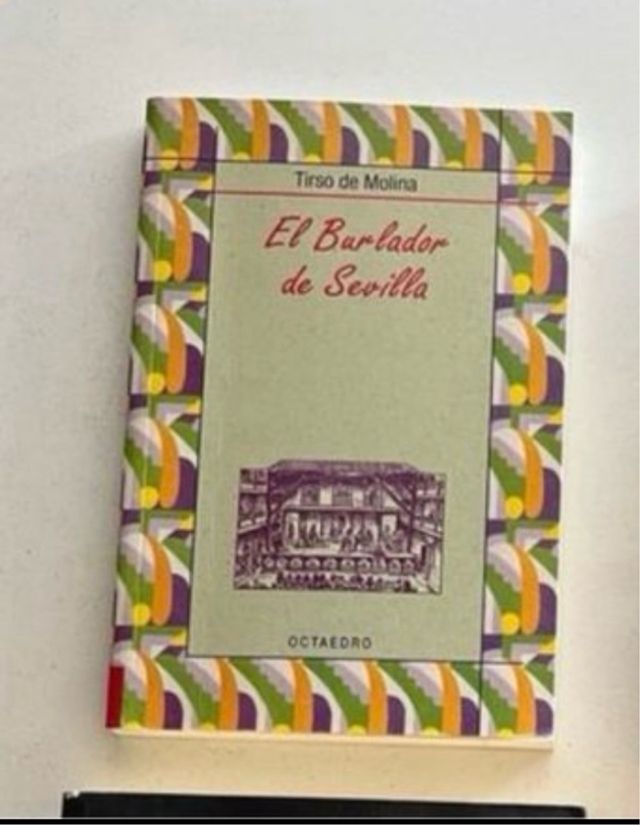 Tirso de Molina
El Burlador
de Sevilla
OCTAEDRO